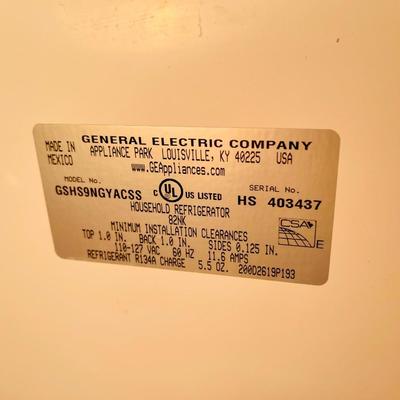 GENERAL ELECTRIC COMPANY
MADE IN MEXICO
APPLIANCE PARK LOUISVILLE, KY 40225 USA
www.GEAppliances.com
MODEL No. SERIAL No.
GSHS9NGYACSS c UL US LISTED HS 403437
HOUSEHOLD REFRIGERATOR
82NK
CSA E
MINIMUM INSTALLATION CLEARANCES
TOP 1.0 IN. BACK 1.0 IN. SIDES 0.125 IN.
110-127 VAC 60 HZ 11.6 AMPS
REFRIGERANT R134A CHARGE 5.5 OZ. 200D2619P193